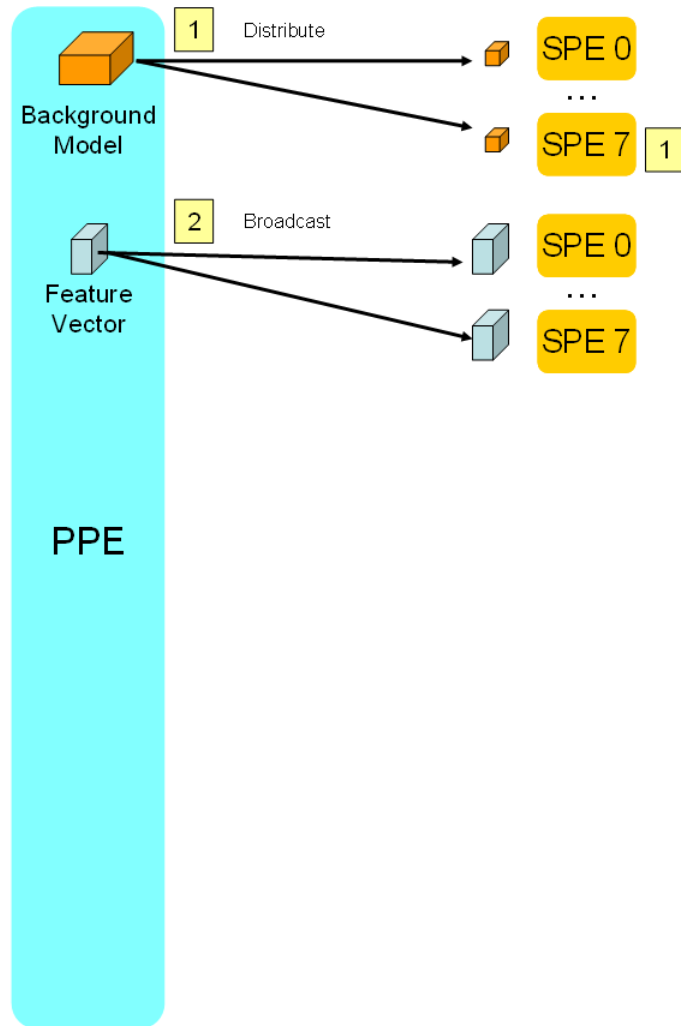 1 Distribute
SPE 0
...
Background
Model
SPE 7
1
2 Broadcast
SPE 0
...
Feature
Vector
SPE 7
PPE